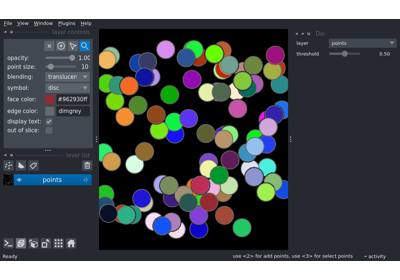 File View Window Plugins Help
layer controls
opacity: 1.00
point size: 10
blending: translucen
symbol: disc
face color: #962930ff
edge color: dimgrey
display text:
out of slice:
layer list
points
layer points
threshold 0.50
Ready
use <2> for add points, use <3> for select points
activity